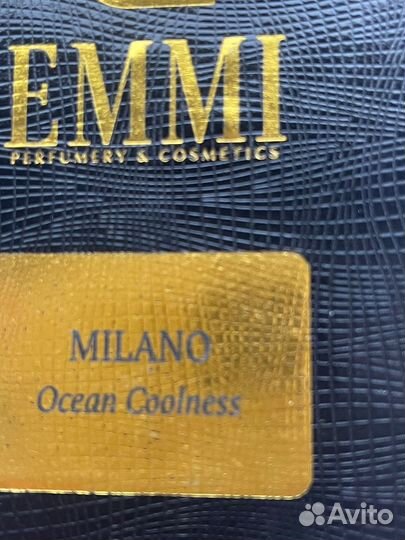 EMMI
PERFUMERY & COSMETICS
MILANO
Ocean Coolness
Avito